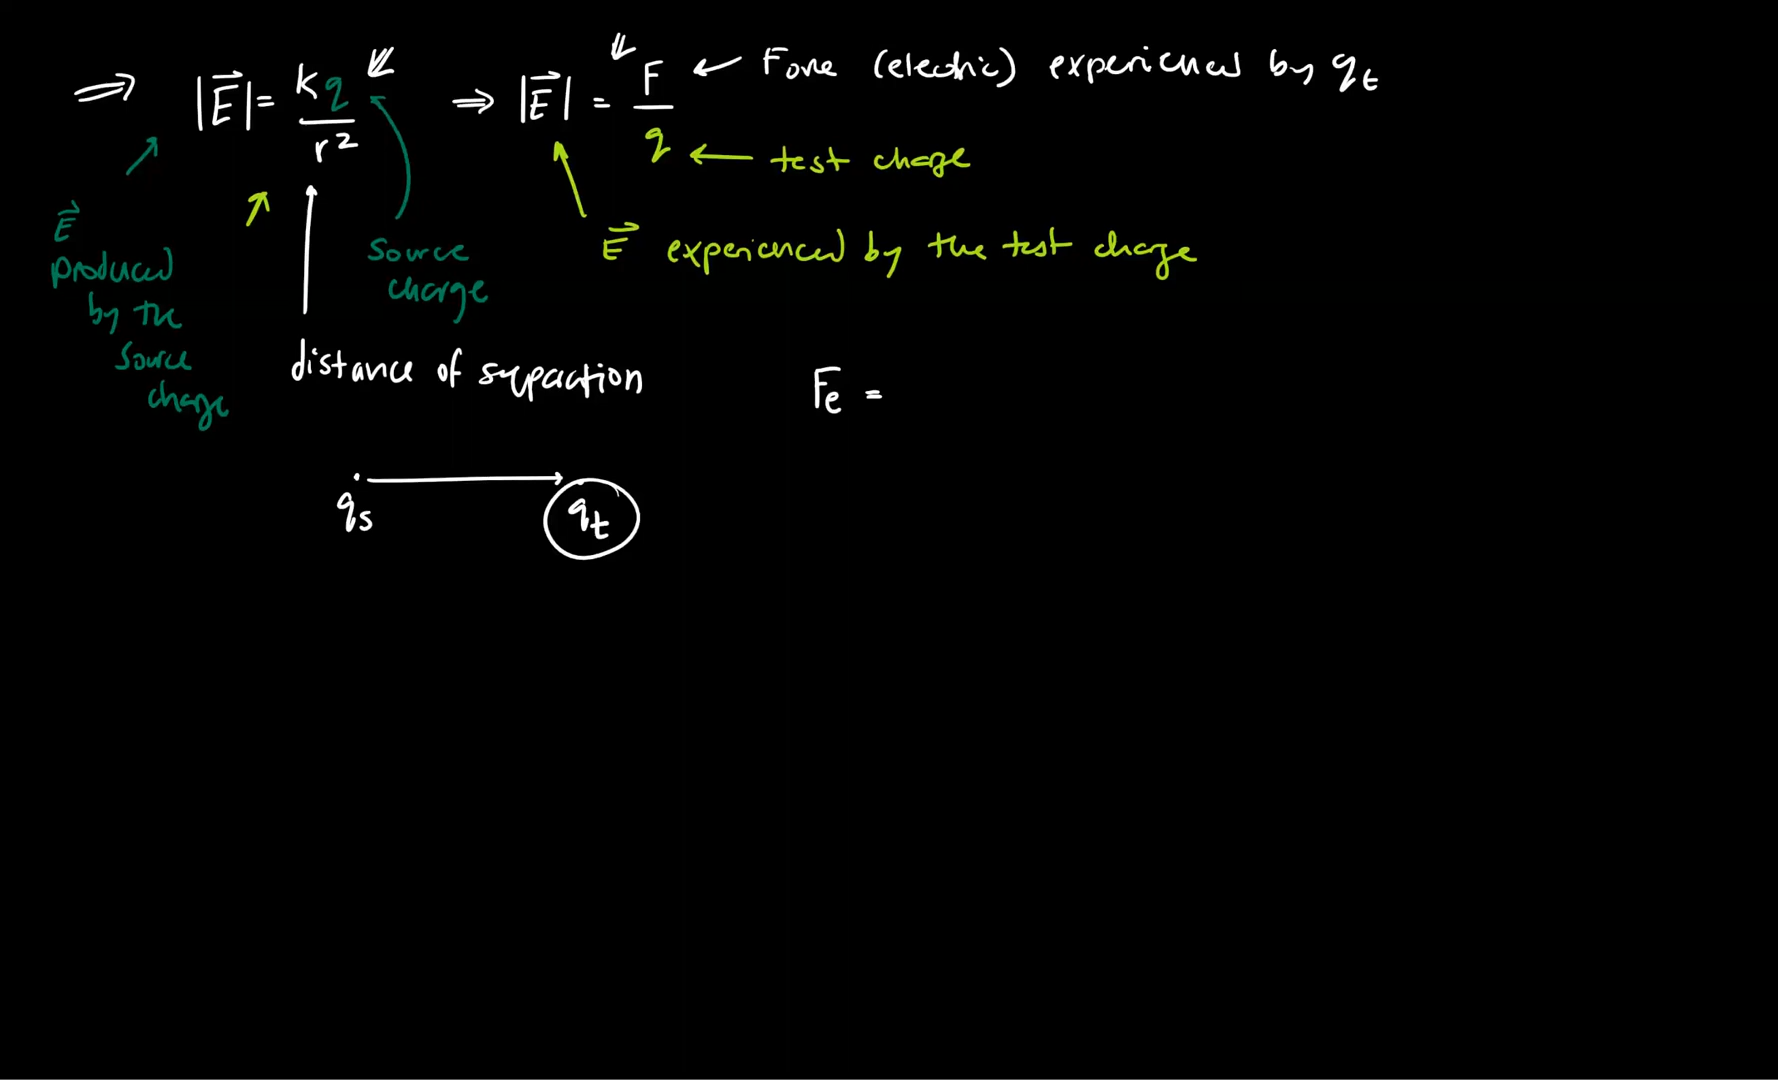 ⇒ |E⃗| = kq / r² ⇒ |E⃗| = F / q
← Force (electric) experienced by qt
← test charge
E⃗ experienced by the test charge
E⃗
produced
by the
source
charge
source
charge
distance of separation
Fe =
qs
qt